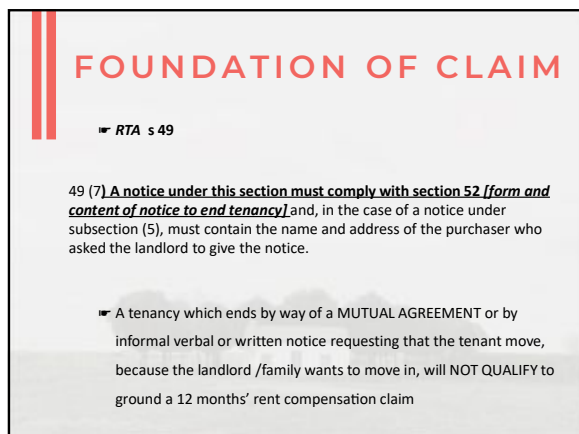 FOUNDATION OF CLAIM
☛ RTA s 49
49 (7) A notice under this section must comply with section 52 [form and
content of notice to end tenancy] and, in the case of a notice under
subsection (5), must contain the name and address of the purchaser who
asked the landlord to give the notice.
☛ A tenancy which ends by way of a MUTUAL AGREEMENT or by
informal verbal or written notice requesting that the tenant move,
because the landlord /family wants to move in, will NOT QUALIFY to
ground a 12 months’ rent compensation claim